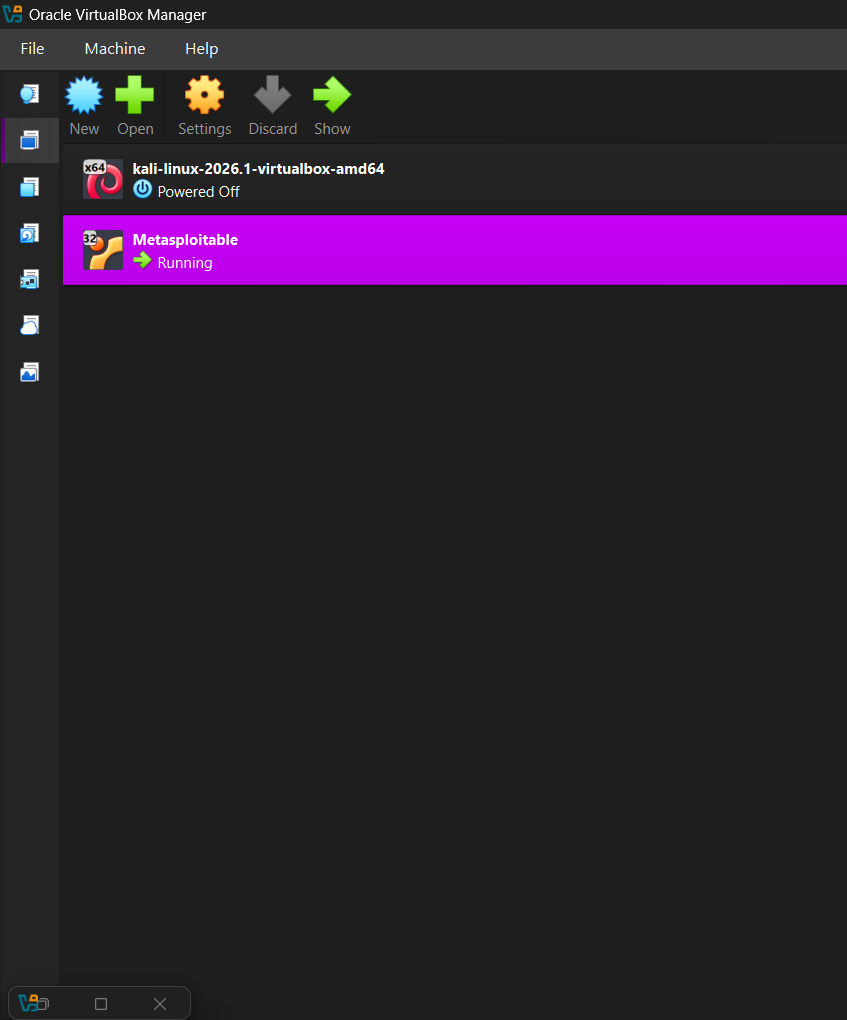 Oracle VirtualBox Manager
File Machine Help
New Open Settings Discard Show
x64
kali-linux-2026.1-virtualbox-amd64
Powered Off
32
Metasploitable
Running